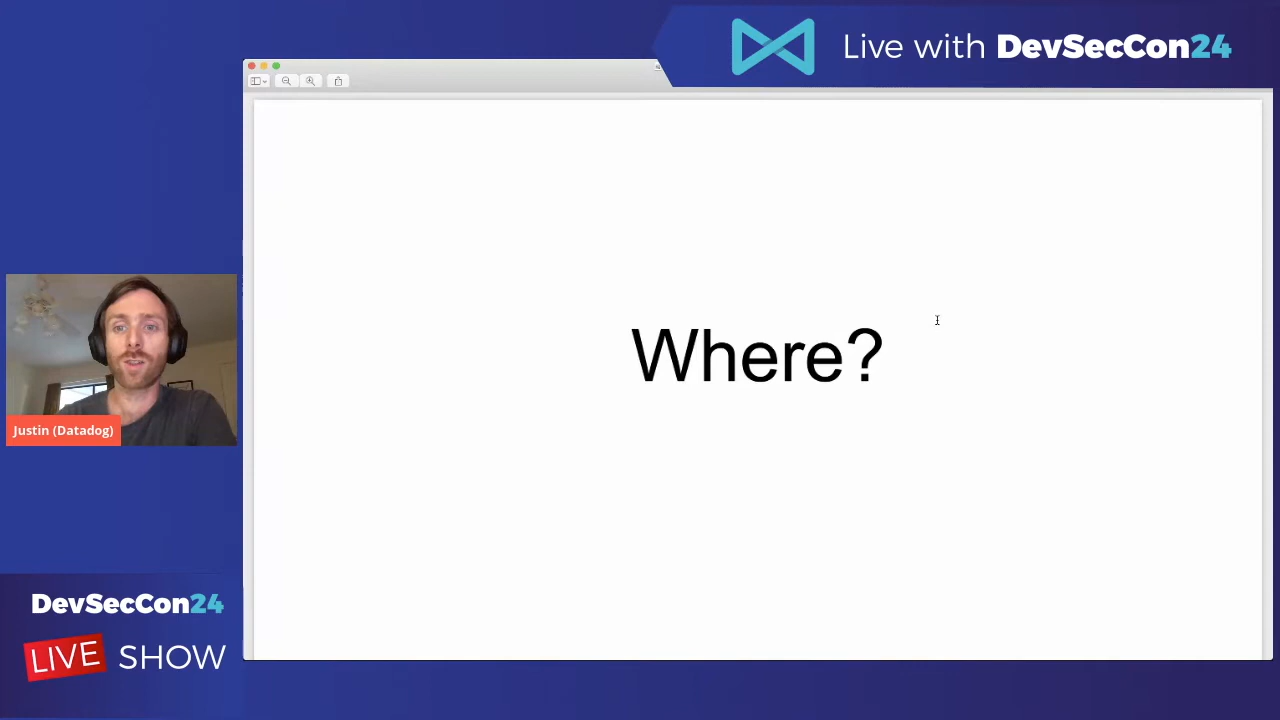 Live with DevSecCon24
Where?
Justin (Datadog)
DevSecCon24
LIVE SHOW